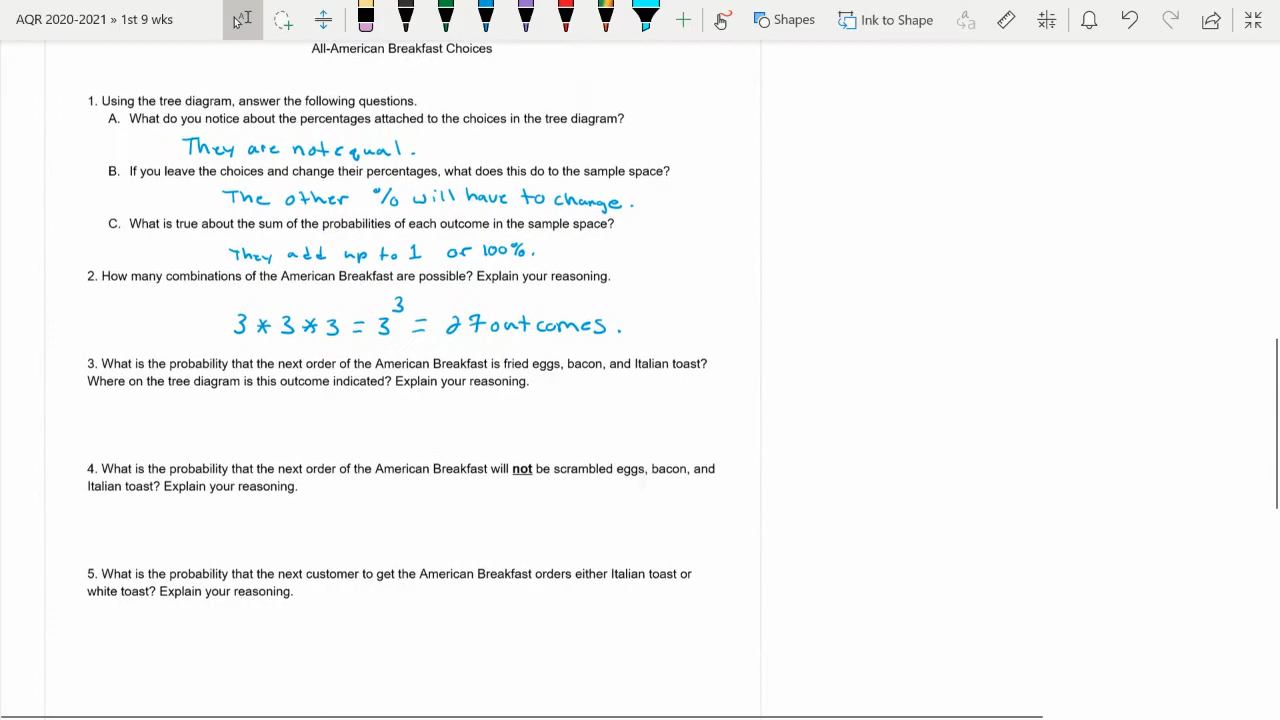 AQR 2020-2021 » 1st 9 wks
Shapes
Ink to Shape
All-American Breakfast Choices
1. Using the tree diagram, answer the following questions.
A. What do you notice about the percentages attached to the choices in the tree diagram?
They are not equal.
B. If you leave the choices and change their percentages, what does this do to the sample space?
The other % will have to change.
C. What is true about the sum of the probabilities of each outcome in the sample space?
They add up to 1 or 100%.
2. How many combinations of the American Breakfast are possible? Explain your reasoning.
3 * 3 * 3 = 3³ = 27 outcomes.
3. What is the probability that the next order of the American Breakfast is fried eggs, bacon, and Italian toast?
Where on the tree diagram is this outcome indicated? Explain your reasoning.
4. What is the probability that the next order of the American Breakfast will not be scrambled eggs, bacon, and
Italian toast? Explain your reasoning.
5. What is the probability that the next customer to get the American Breakfast orders either Italian toast or
white toast? Explain your reasoning.